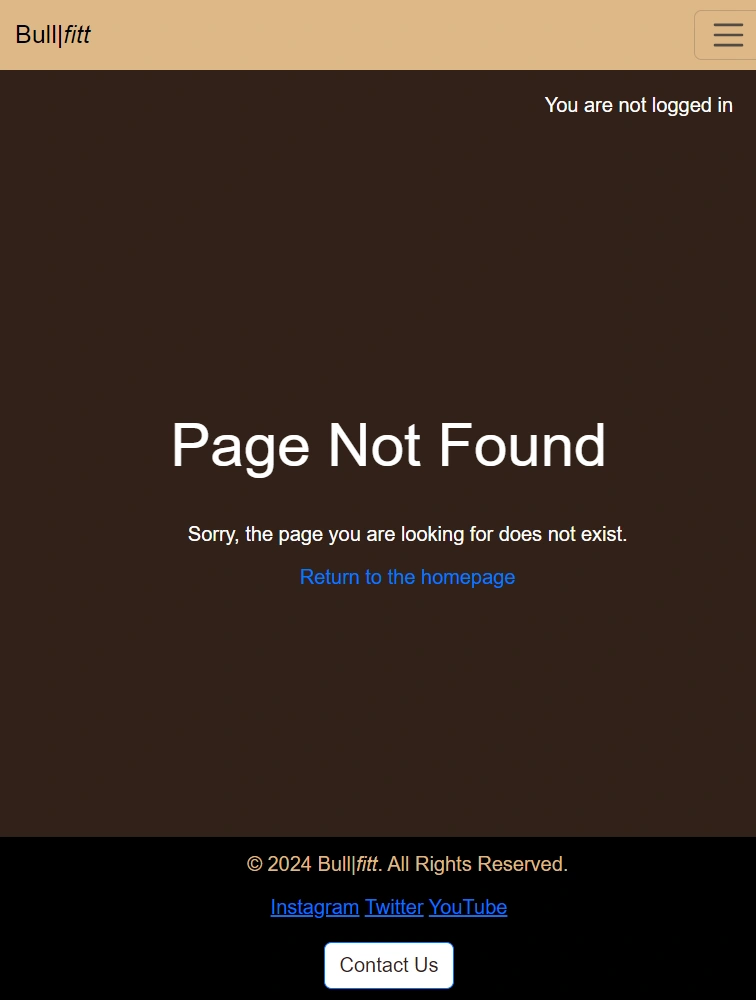 Bull|fitt
You are not logged in
Page Not Found
Sorry, the page you are looking for does not exist.
Return to the homepage
© 2024 Bull|fitt. All Rights Reserved.
Instagram Twitter YouTube
Contact Us